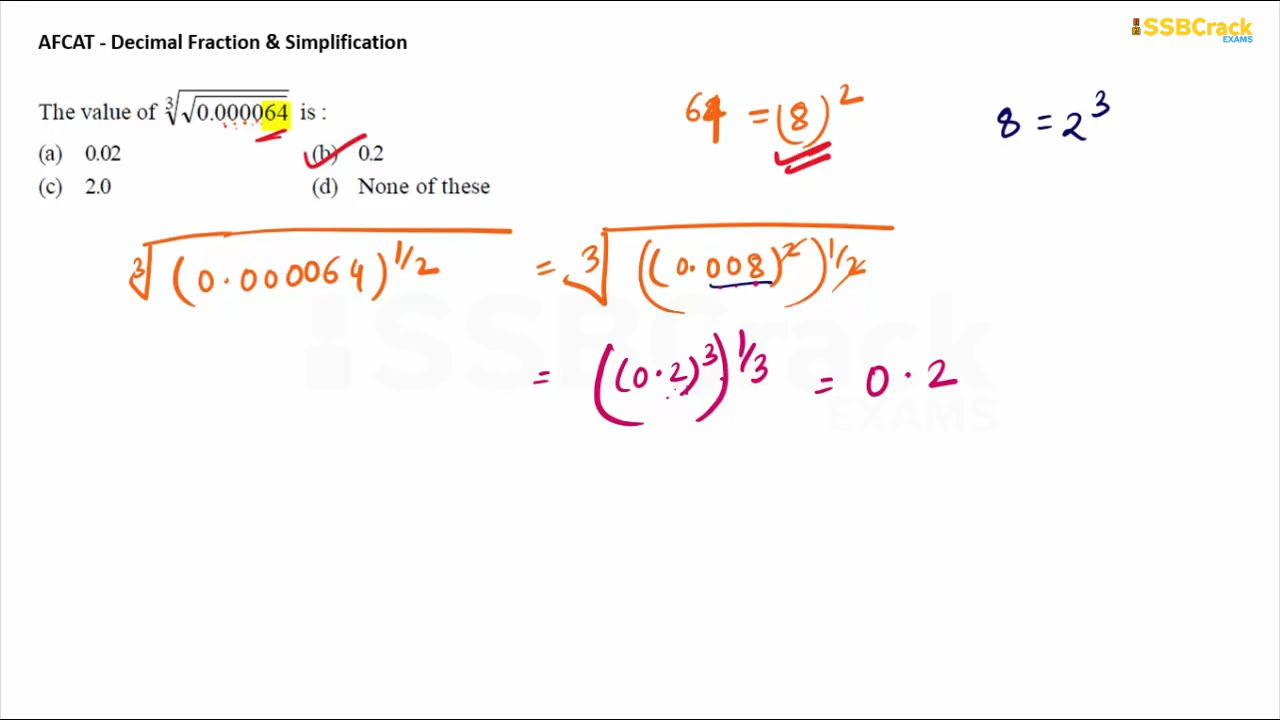 AFCAT - Decimal Fraction & Simplification
SSBCrack
EXAMS
The value of ∛√0.000064 is :
(a) 0.02 (b) 0.2
(c) 2.0 (d) None of these
64 = (8)² 8 = 2³
∛(0.000064)^1/2 = ∛((0.008)²)^1/2
= ((0.2)³)^1/3 = 0.2
SSBCrack
EXAMS